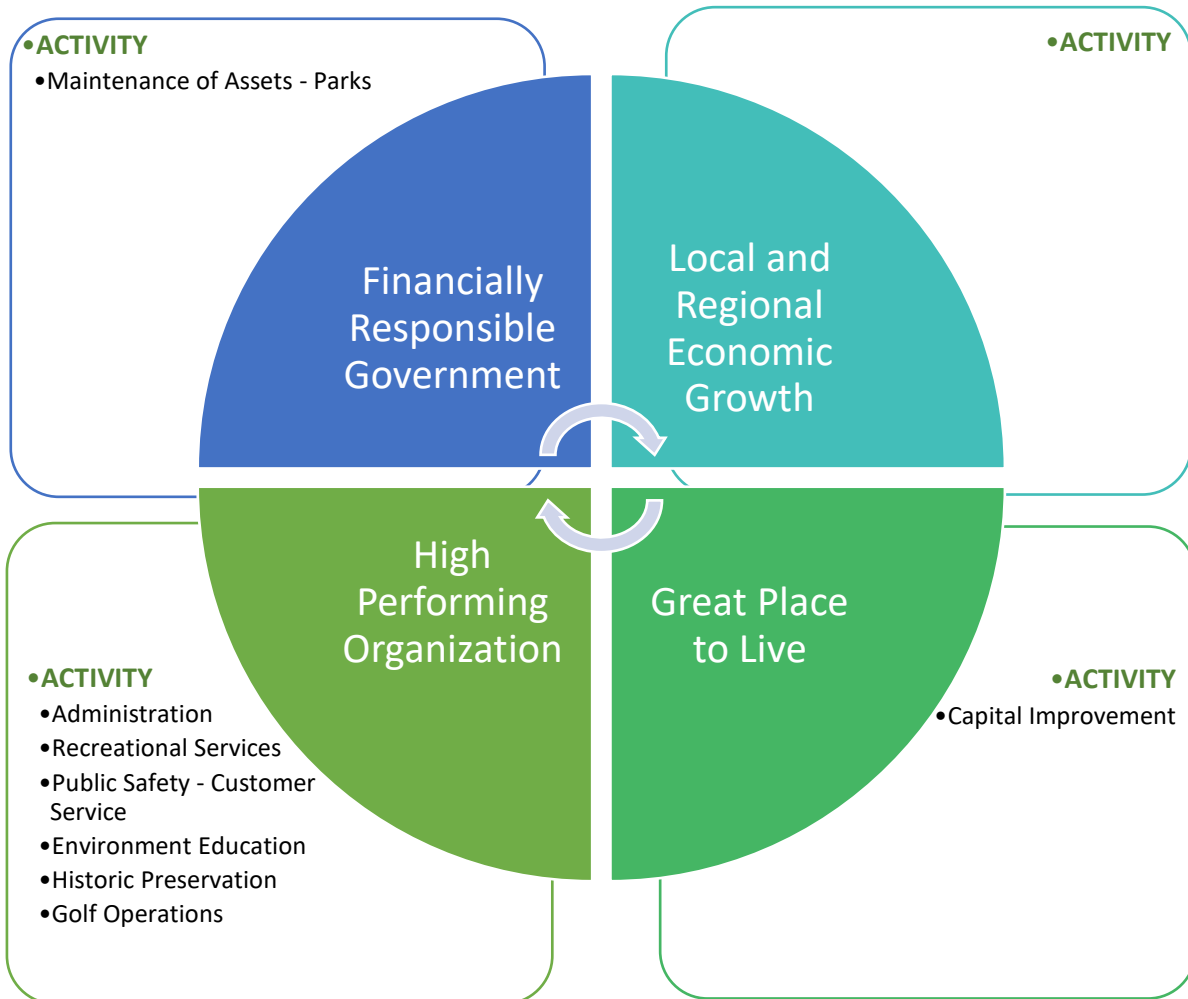 •ACTIVITY
•Maintenance of Assets - Parks
•ACTIVITY
Financially
Responsible
Government
Local and
Regional
Economic
Growth
High
Performing
Organization
Great Place
to Live
•ACTIVITY
•Administration
•Recreational Services
•Public Safety - Customer
Service
•Environment Education
•Historic Preservation
•Golf Operations
•ACTIVITY
•Capital Improvement